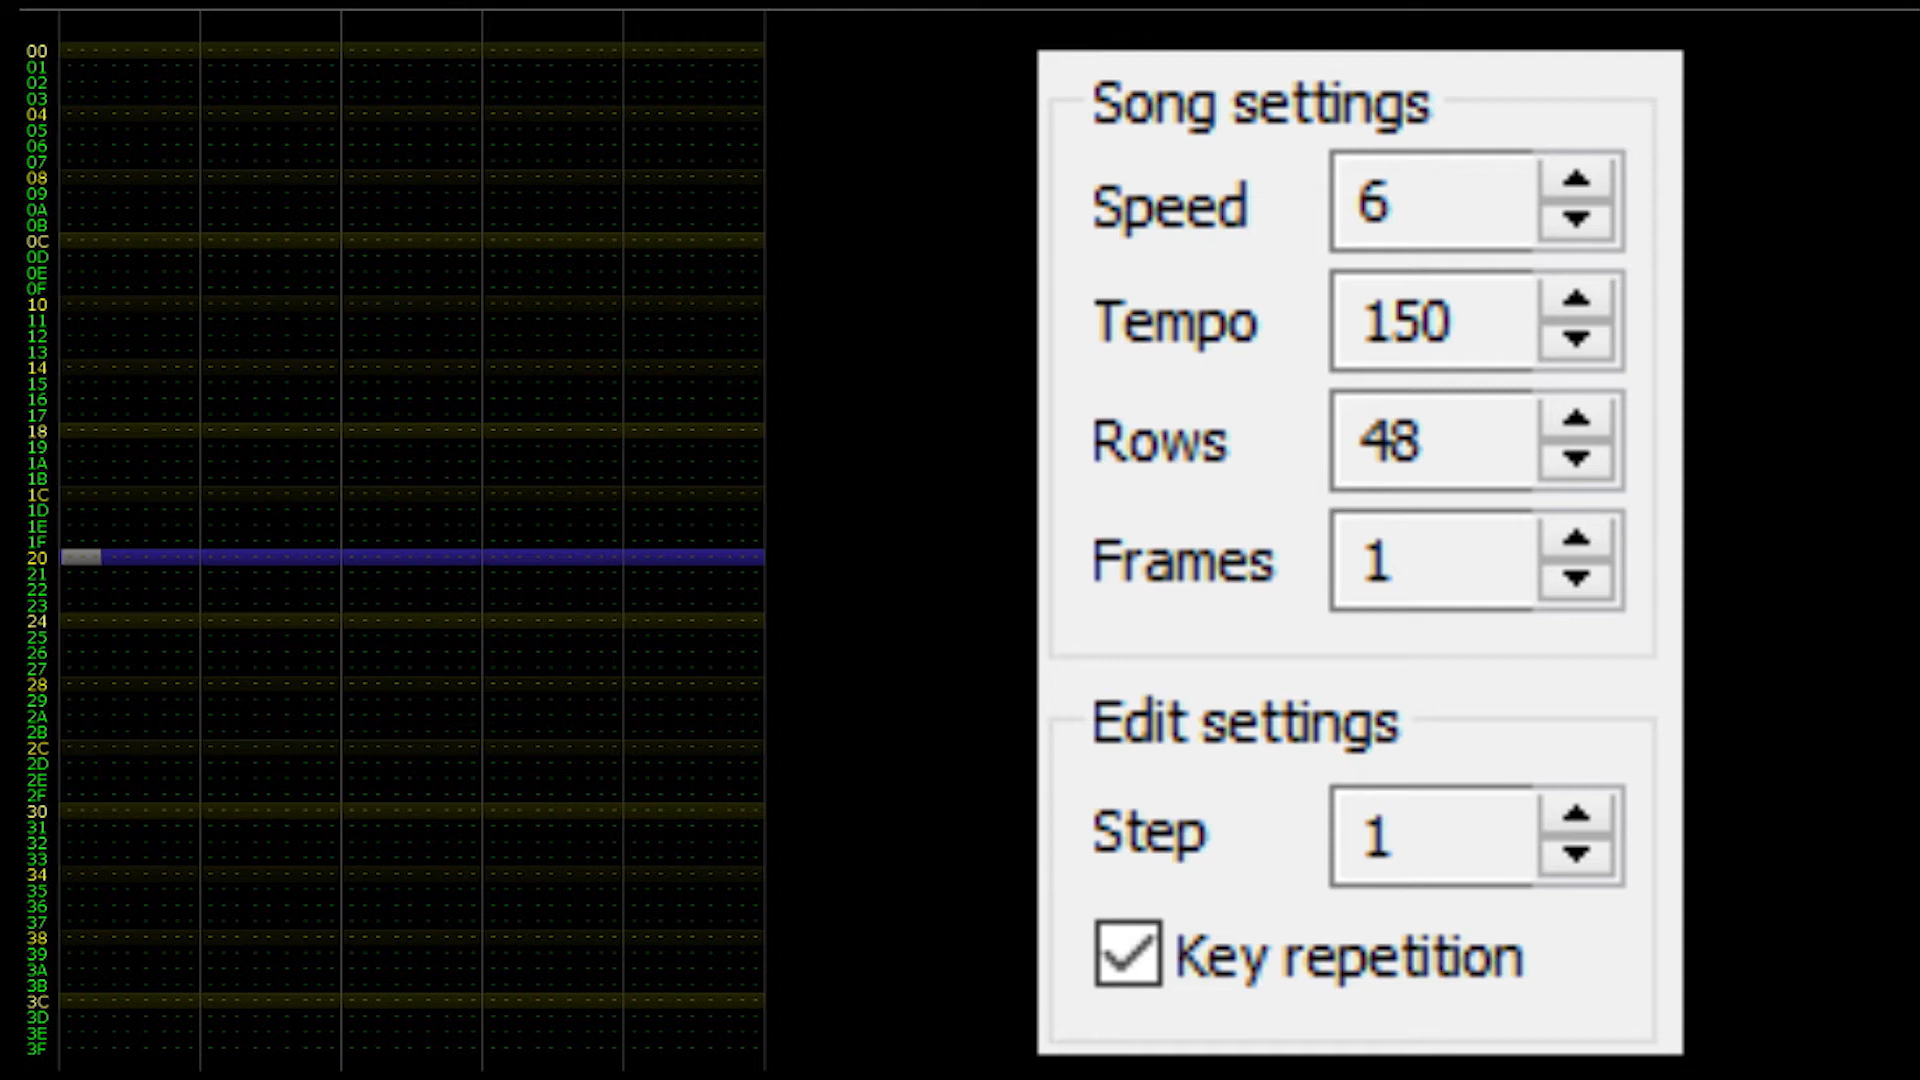 00
01
02
03
04
05
06
07
08
09
0A
0B
0C
0D
0E
0F
10
11
12
13
14
15
16
17
18
19
1A
1B
1C
1D
1E
1F
20
21
22
23
24
25
26
27
28
29
2A
2B
2C
2D
2E
2F
30
31
32
33
34
35
36
37
38
39
3A
3B
3C
3D
3E
3F
Song settings
Speed 6
Tempo 150
Rows 48
Frames 1
Edit settings
Step 1
Key repetition